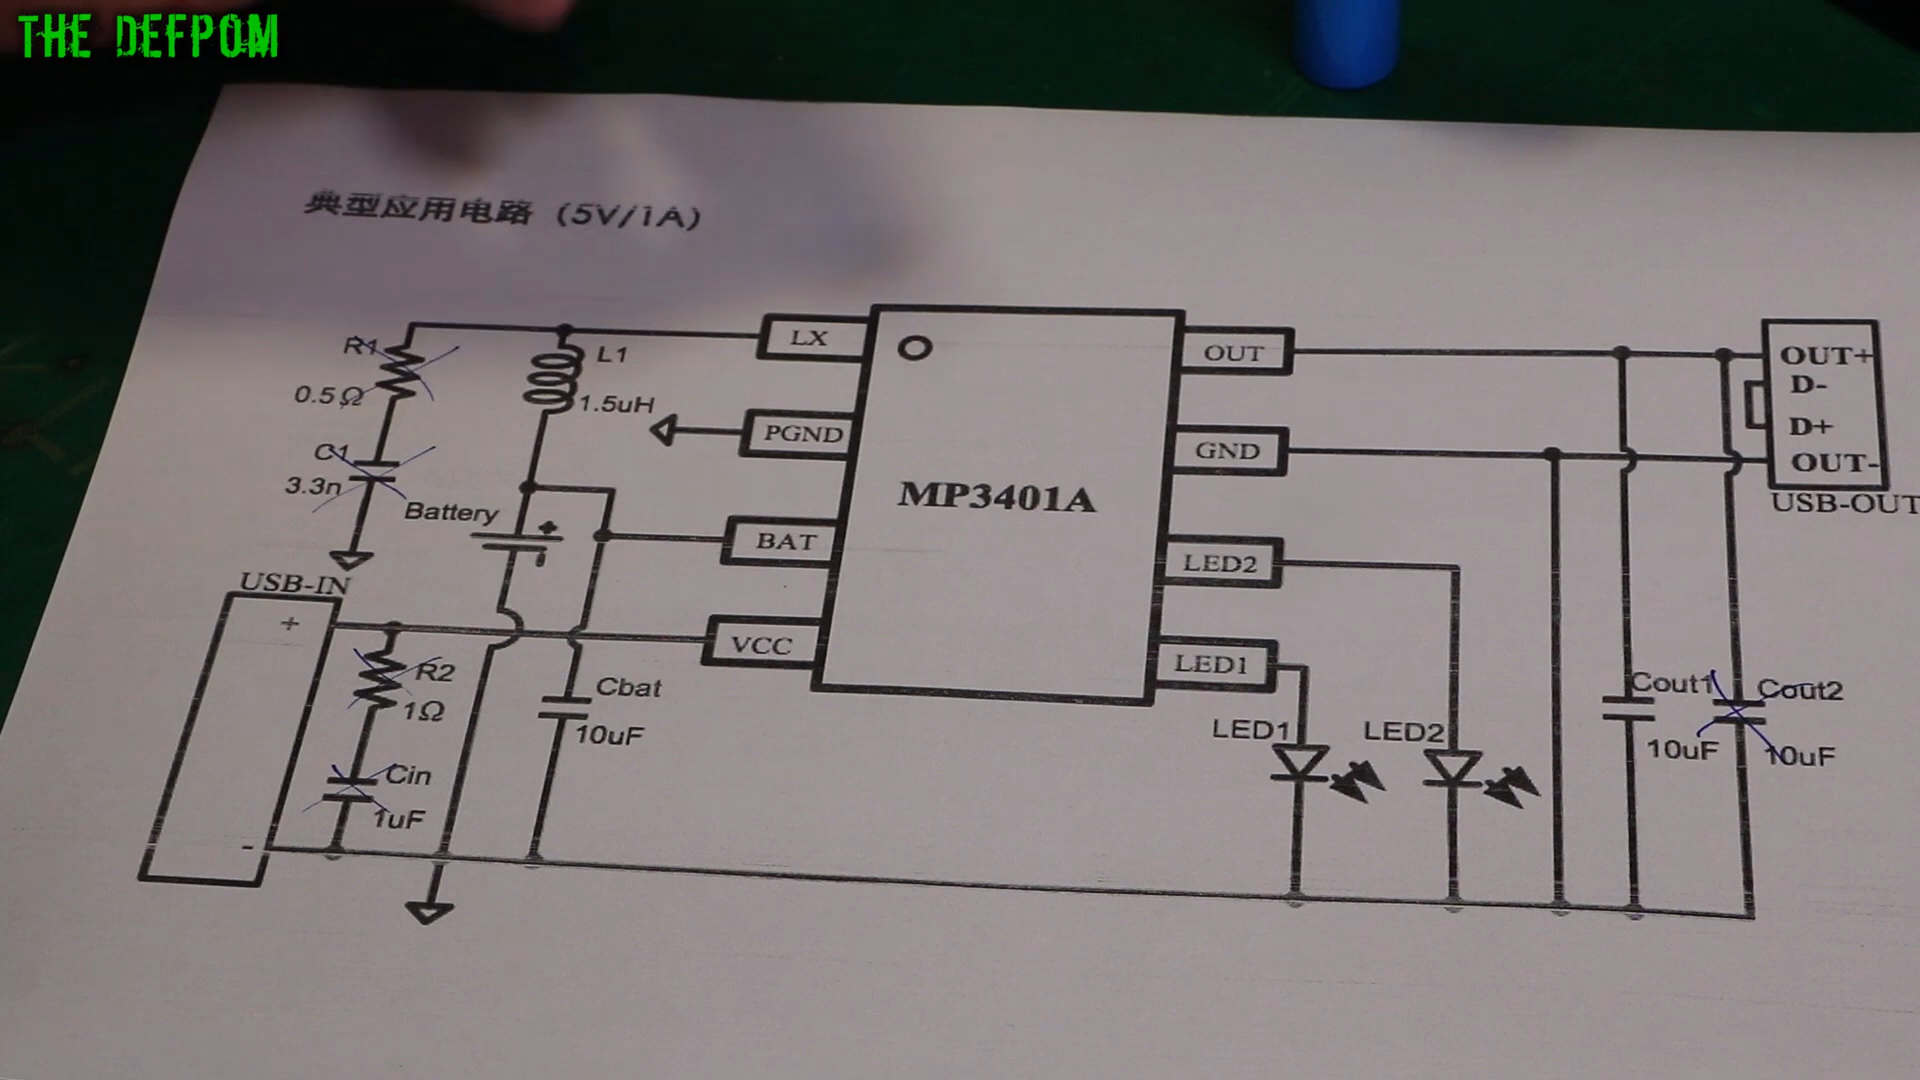 THE DEFPOM
典型应用电路 (5V/1A)
R1
0.5Ω
C1
3.3n
L1
1.5uH
LX
PGND
BAT
VCC
MP3401A
OUT
GND
LED2
LED1
OUT+
D-
D+
OUT-
USB-OUT
Battery
+
-
USB-IN
+
-
R2
1Ω
Cin
1uF
Cbat
10uF
LED1
LED2
Cout1
10uF
Cout2
10uF